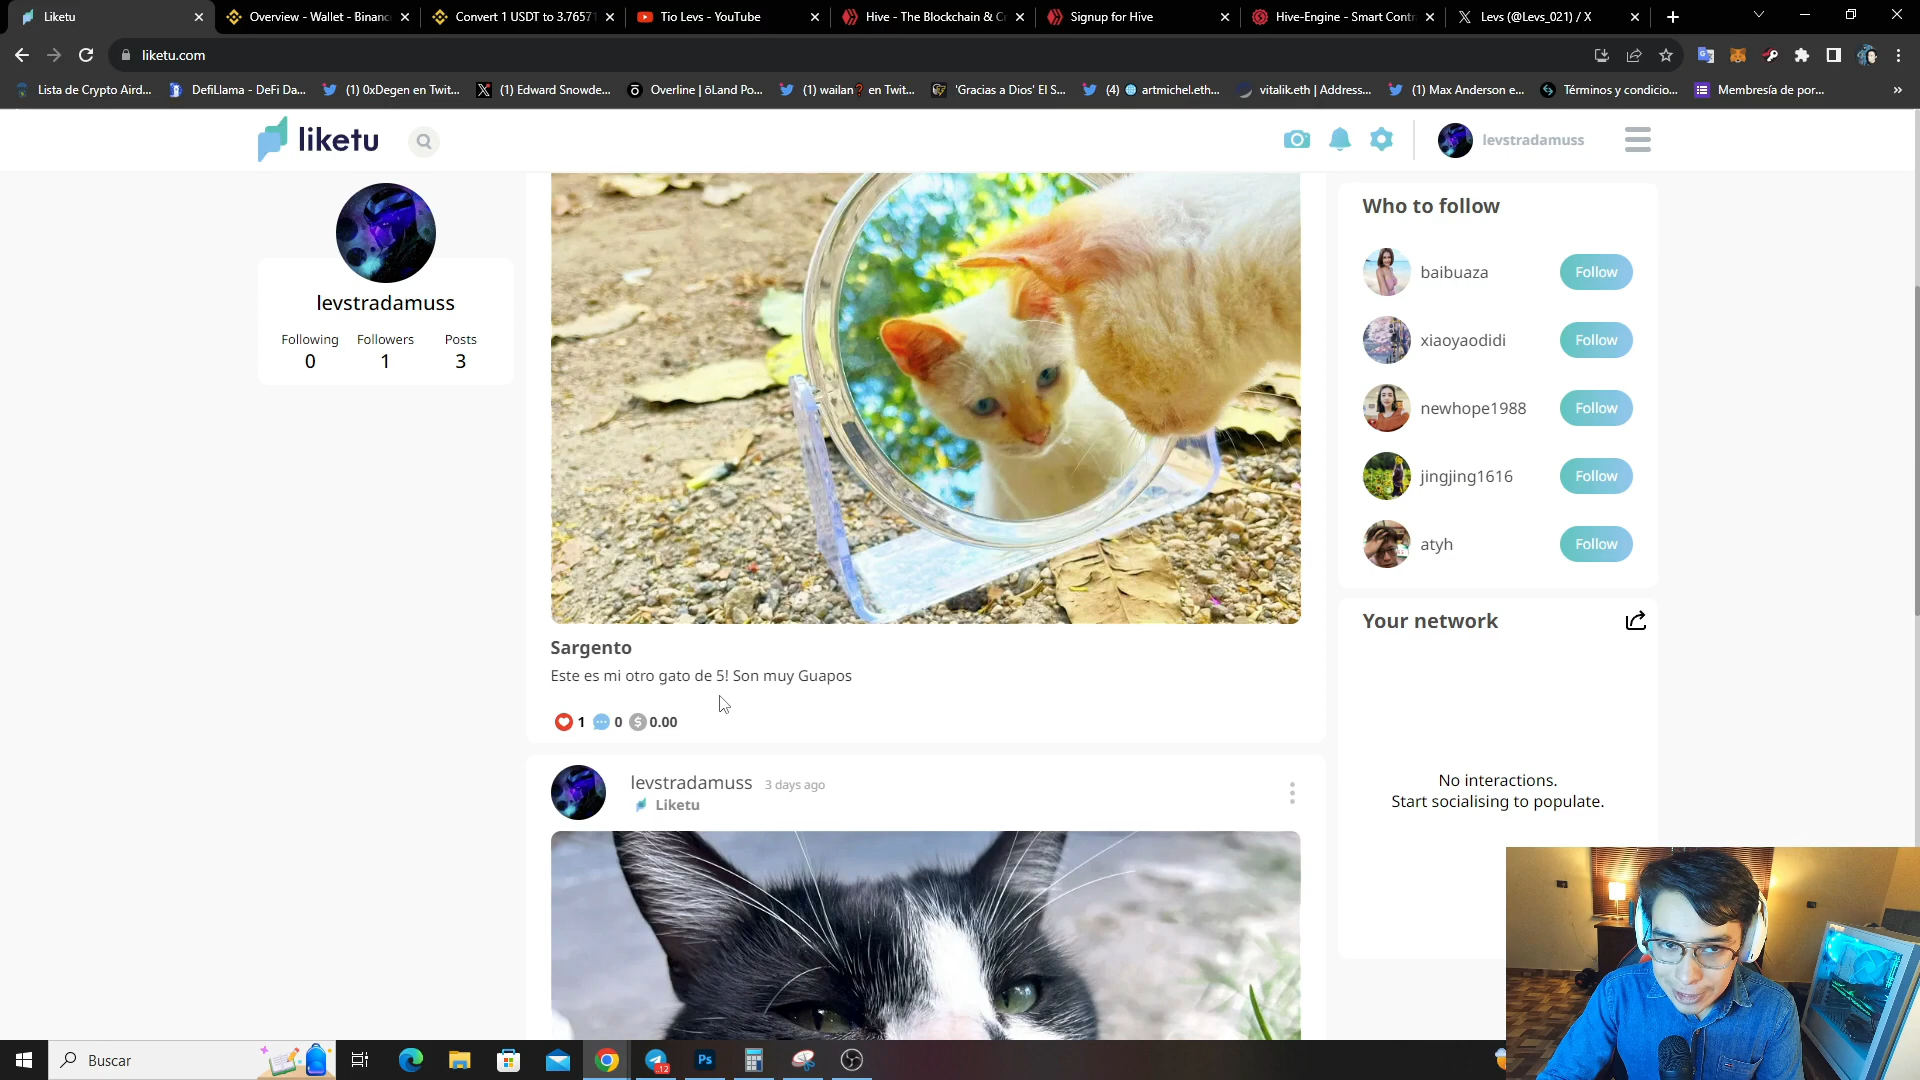 Liketu
Overview - Wallet - Binanc
Convert 1 USDT to 3.76571
Tio Levs - YouTube
Hive - The Blockchain & Cr
Signup for Hive
Hive-Engine - Smart Contr
Levs (@Levs_021) / X
liketu.com
Lista de Crypto Aird...
DefiLlama - DeFi Da...
(1) 0xDegen en Twit...
(1) Edward Snowde...
Overline | ōLand Po...
(1) wailan❓ en Twit...
'Gracias a Dios' El S...
(4) 🌐 artmichel.eth...
vitalik.eth | Address...
(1) Max Anderson e...
Términos y condicio...
Membresía de por...
»
liketu
levstradamuss
levstradamuss
Following Followers Posts
0 1 3
Sargento
Este es mi otro gato de 5! Son muy Guapos
1 0 $ 0.00
levstradamuss 3 days ago
Liketu
Who to follow
baibuaza Follow
xiaoyaodidi Follow
newhope1988 Follow
jingjing1616 Follow
atyh Follow
Your network
No interactions.
Start socialising to populate.
Buscar
.12
Ps